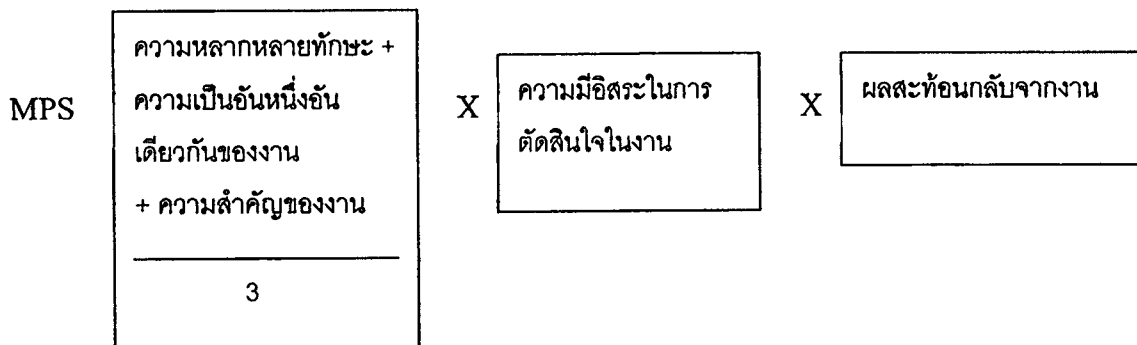 MPS
ความหลากหลายทักษะ +
ความเป็นอันหนึ่งอัน
เดียวกันของงาน
+ ความสำคัญของงาน
3
X
ความมีอิสระในการ
ตัดสินใจในงาน
X
ผลสะท้อนกลับจากงาน